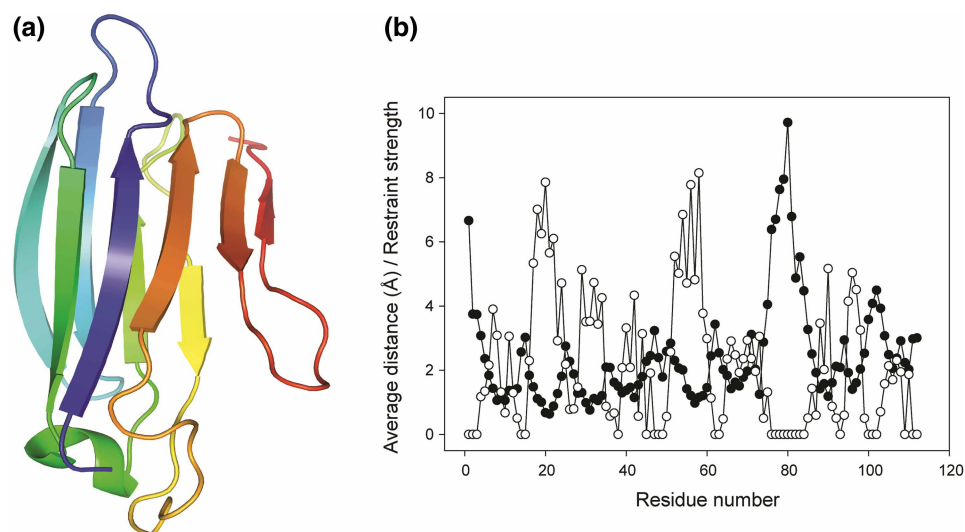 (a)
(b)
Average distance (Å) / Restraint strength
10
8
6
4
2
0
0 20 40 60 80 100 120
Residue number